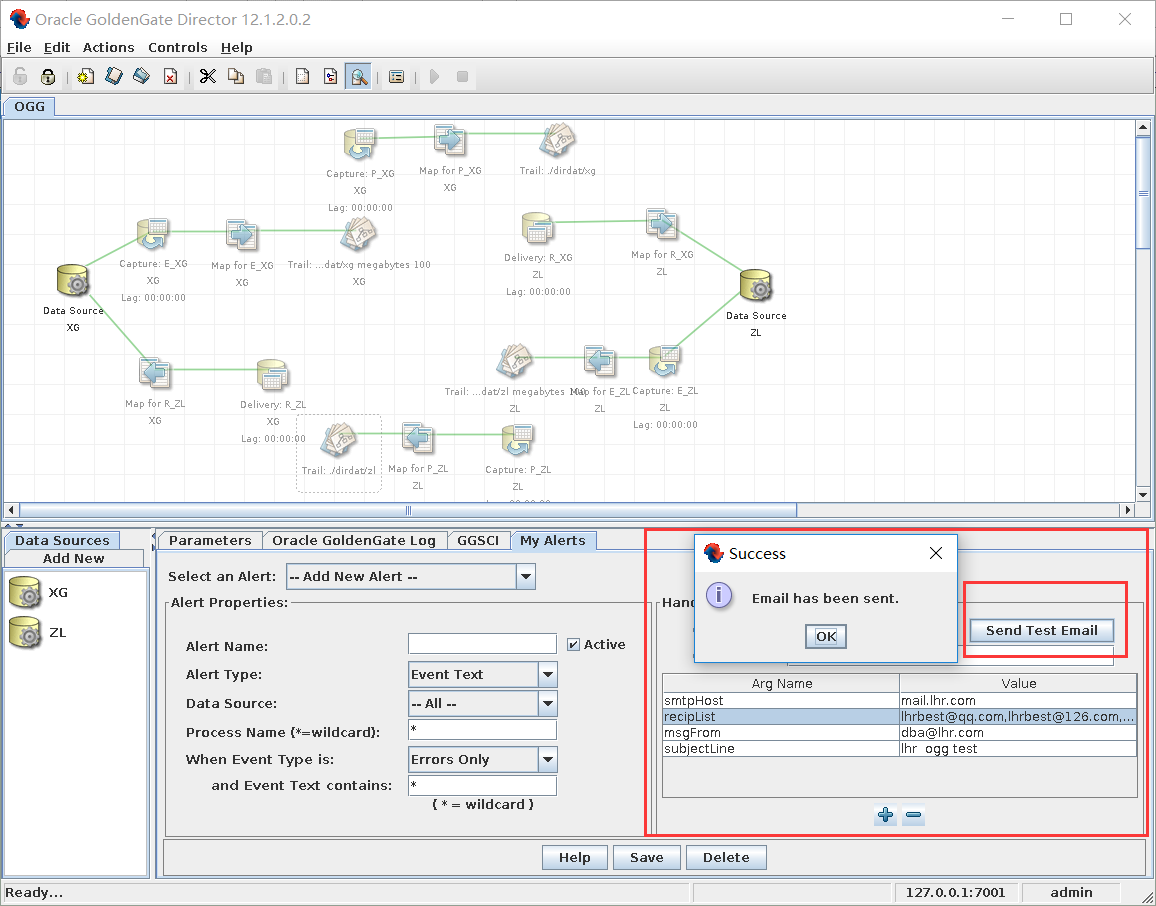 Oracle GoldenGate Director 12.1.2.0.2
File Edit Actions Controls Help
OGG
Capture: P_XG
XG
Lag: 00:00:00
Map for P_XG
XG
Trail: ./dirdat/xg
Capture: E_XG
XG
Lag: 00:00:00
Map for E_XG
XG
Trail: ...dat/xg megabytes 100
XG
Delivery: R_XG
ZL
Lag: 00:00:00
Map for R_XG
ZL
Data Source
XG
Data Source
ZL
Map for R_ZL
XG
Delivery: R_ZL
XG
Lag: 00:00:00
Trail: ...dat/zl megabytes 100
ZL
Map for E_ZL
ZL
Capture: E_ZL
ZL
Lag: 00:00:00
Trail: ./dirdat/zl
Map for P_ZL
ZL
Capture: P_ZL
ZL
Data Sources
Add New
XG
ZL
Parameters Oracle GoldenGate Log GGSCI My Alerts
Select an Alert: -- Add New Alert --
Alert Properties:
Alert Name:
Active
Alert Type: Event Text
Data Source: -- All --
Process Name (*=wildcard): *
When Event Type is: Errors Only
and Event Text contains: *
( * = wildcard )
Success
Email has been sent.
OK
Hand
Send Test Email
Arg Name Value
smtpHost mail.lhr.com
recipList lhrbest@qq.com,lhrbest@126.com,...
msgFrom dba@lhr.com
subjectLine lhr ogg test
Help Save Delete
Ready...
127.0.0.1:7001
admin